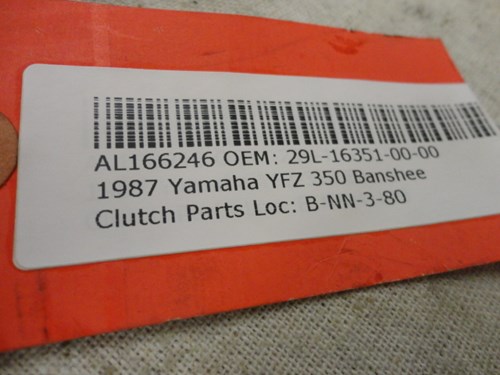 AL166246 OEM: 29L-16351-00-00
1987 Yamaha YFZ 350 Banshee
Clutch Parts Loc: B-NN-3-80